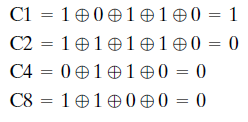 C1 = 1⊕0⊕1⊕1⊕0 = 1
C2 = 1⊕1⊕1⊕1⊕0 = 0
C4 = 0⊕1⊕1⊕0 = 0
C8 = 1⊕1⊕0⊕0 = 0